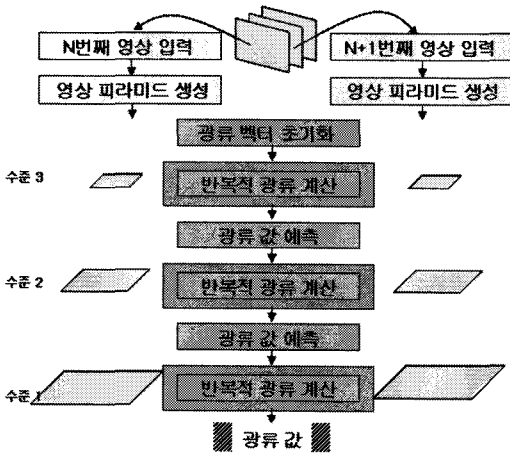 N번째 영상 입력
N+1번째 영상 입력
영상 피라미드 생성
영상 피라미드 생성
광류 벡터 초기화
수준 3
반복적 광류 계산
광류 값 예측
수준 2
반복적 광류 계산
광류 값 예측
수준 1
반복적 광류 계산
광류 값